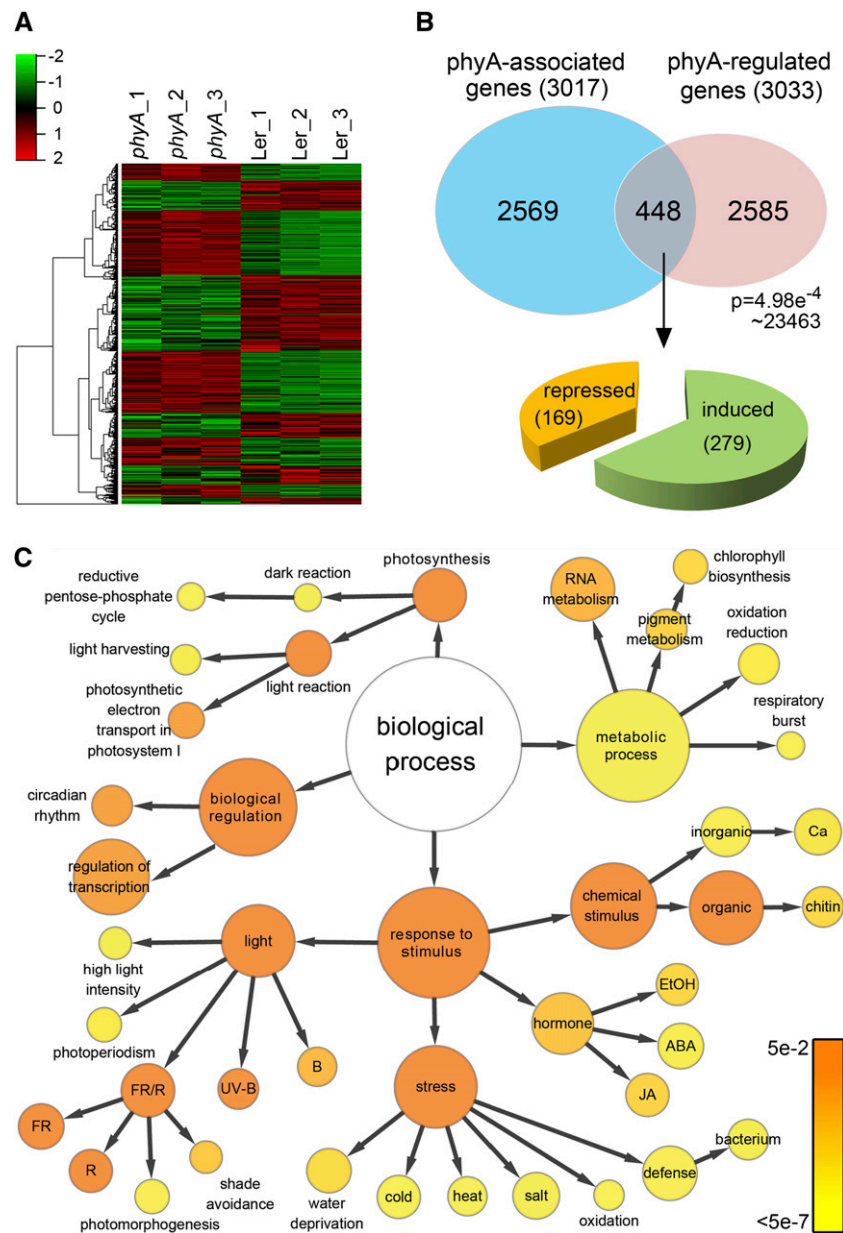 A
-2
-1
0
1
2
phyA_1
phyA_2
phyA_3
Ler_1
Ler_2
Ler_3
B
phyA-associated
genes (3017)
phyA-regulated
genes (3033)
2569
448
2585
p=4.98e-4
~23463
repressed
(169)
induced
(279)
C
photosynthesis
dark reaction
reductive
pentose-phosphate
cycle
light harvesting
light reaction
photosynthetic
electron
transport in
photosystem I
RNA
metabolism
chlorophyll
biosynthesis
pigment
metabolism
oxidation
reduction
respiratory
burst
biological
process
metabolic
process
circadian
rhythm
biological
regulation
regulation of
transcription
inorganic
Ca
chemical
stimulus
organic
chitin
light
response to
stimulus
high light
intensity
photoperiodism
hormone
EtOH
ABA
JA
FR/R
UV-B
B
FR
R
shade
avoidance
photomorphogenesis
stress
water
deprivation
cold
heat
salt
oxidation
defense
bacterium
5e-2
<5e-7